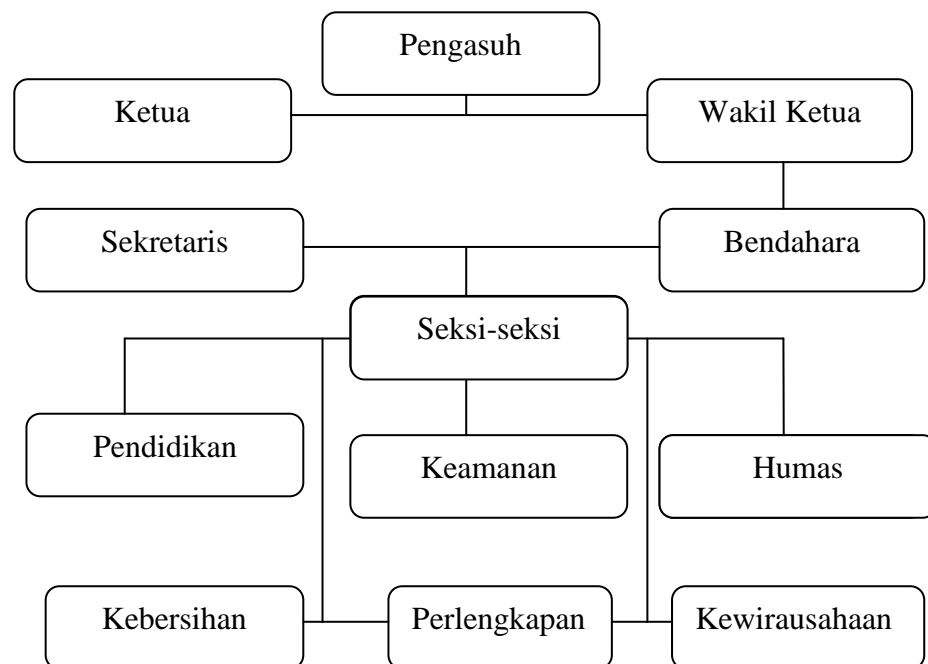 Pengasuh
Ketua
Wakil Ketua
Sekretaris
Bendahara
Seksi-seksi
Pendidikan
Keamanan
Humas
Kebersihan
Perlengkapan
Kewirausahaan